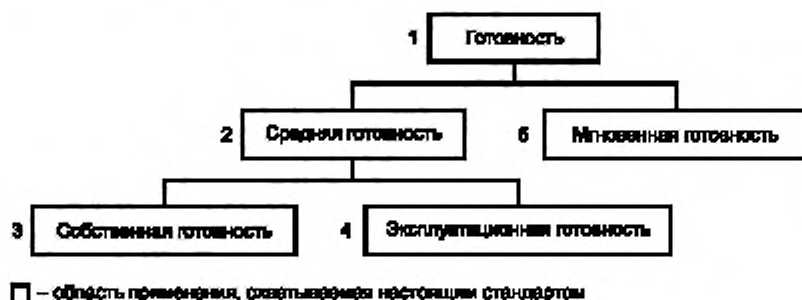 1 Готовность
2 Средняя готовность
5 Мгновенная готовность
3 Собственная готовность
4 Эксплуатационная готовность
– область применения, охватываемая настоящим стандартом